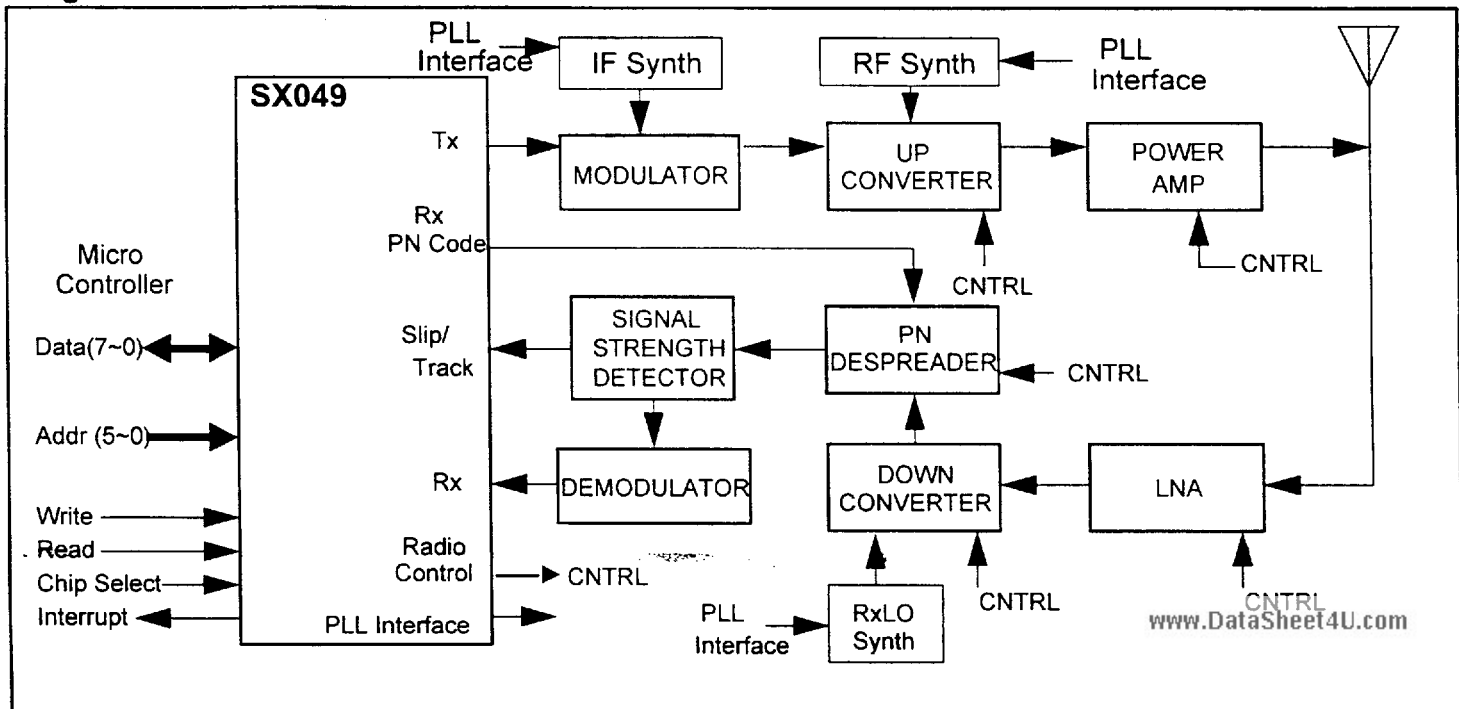 PLL
Interface
IF Synth
RF Synth
PLL
Interface
SX049
Tx
MODULATOR
UP
CONVERTER
POWER
AMP
Rx
PN Code
CNTRL
CNTRL
Micro
Controller
Data(7~0)
Slip/
Track
SIGNAL
STRENGTH
DETECTOR
PN
DESPREADER
CNTRL
Addr (5~0)
Rx
DEMODULATOR
DOWN
CONVERTER
LNA
Write
Read
Chip Select
Interrupt
Radio
Control
CNTRL
PLL Interface
PLL
Interface
RxLO
Synth
CNTRL
CNTRL
www.DataSheet4U.com